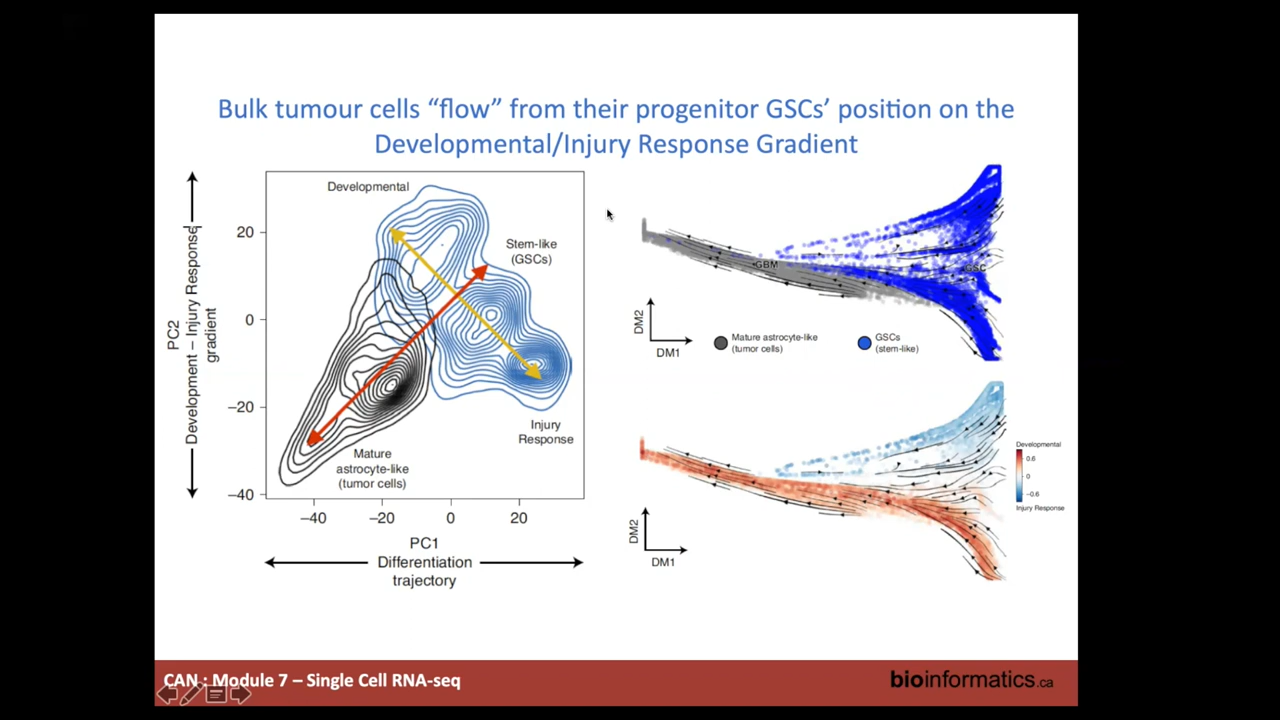 Bulk tumour cells “flow” from their progenitor GSCs’ position on the
Developmental/Injury Response Gradient
PC2
Development – Injury Response
gradient
20
0
−20
−40
Developmental
Stem-like
(GSCs)
Injury
Response
Mature
astrocyte-like
(tumor cells)
−40
−20
0
20
PC1
Differentiation
trajectory
GBM
GSC
DM2
DM1
Mature astrocyte-like
(tumor cells)
GSCs
(stem-like)
DM2
DM1
Developmental
0.6
0
−0.6
Injury Response
CAN : Module 7 – Single Cell RNA-seq
bioinformatics.ca